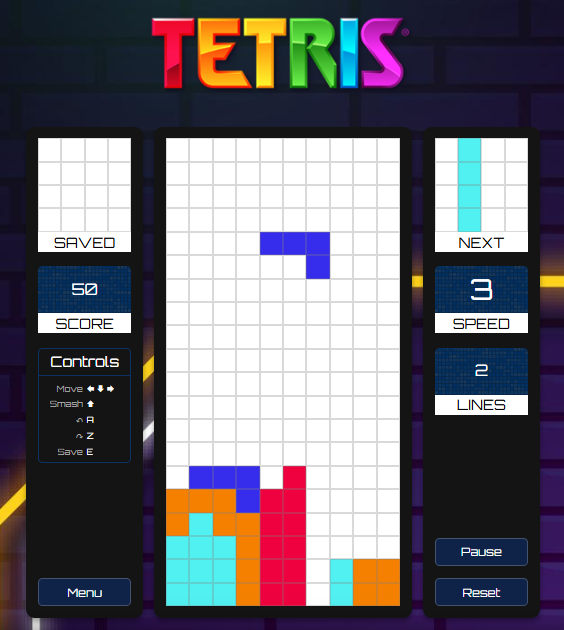 TETRIS®
SAVED
50
SCORE
Controls
Move ⬅ ⬇ ➡
Smash ⬆
↶ A
↷ Z
Save E
Menu
NEXT
3
SPEED
2
LINES
Pause
Reset